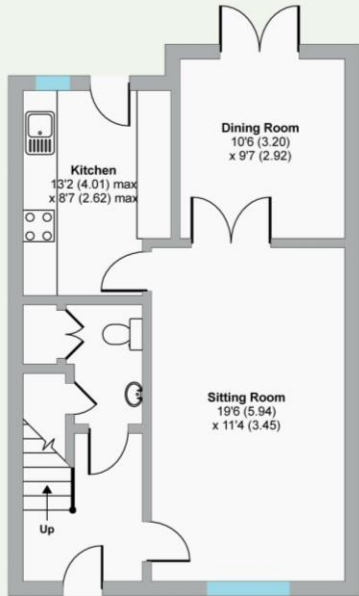 Dining Room
10'6 (3.20)
x 9'7 (2.92)
Kitchen
13'2 (4.01) max
x 8'7 (2.62) max
Sitting Room
19'6 (5.94)
x 11'4 (3.45)
Up